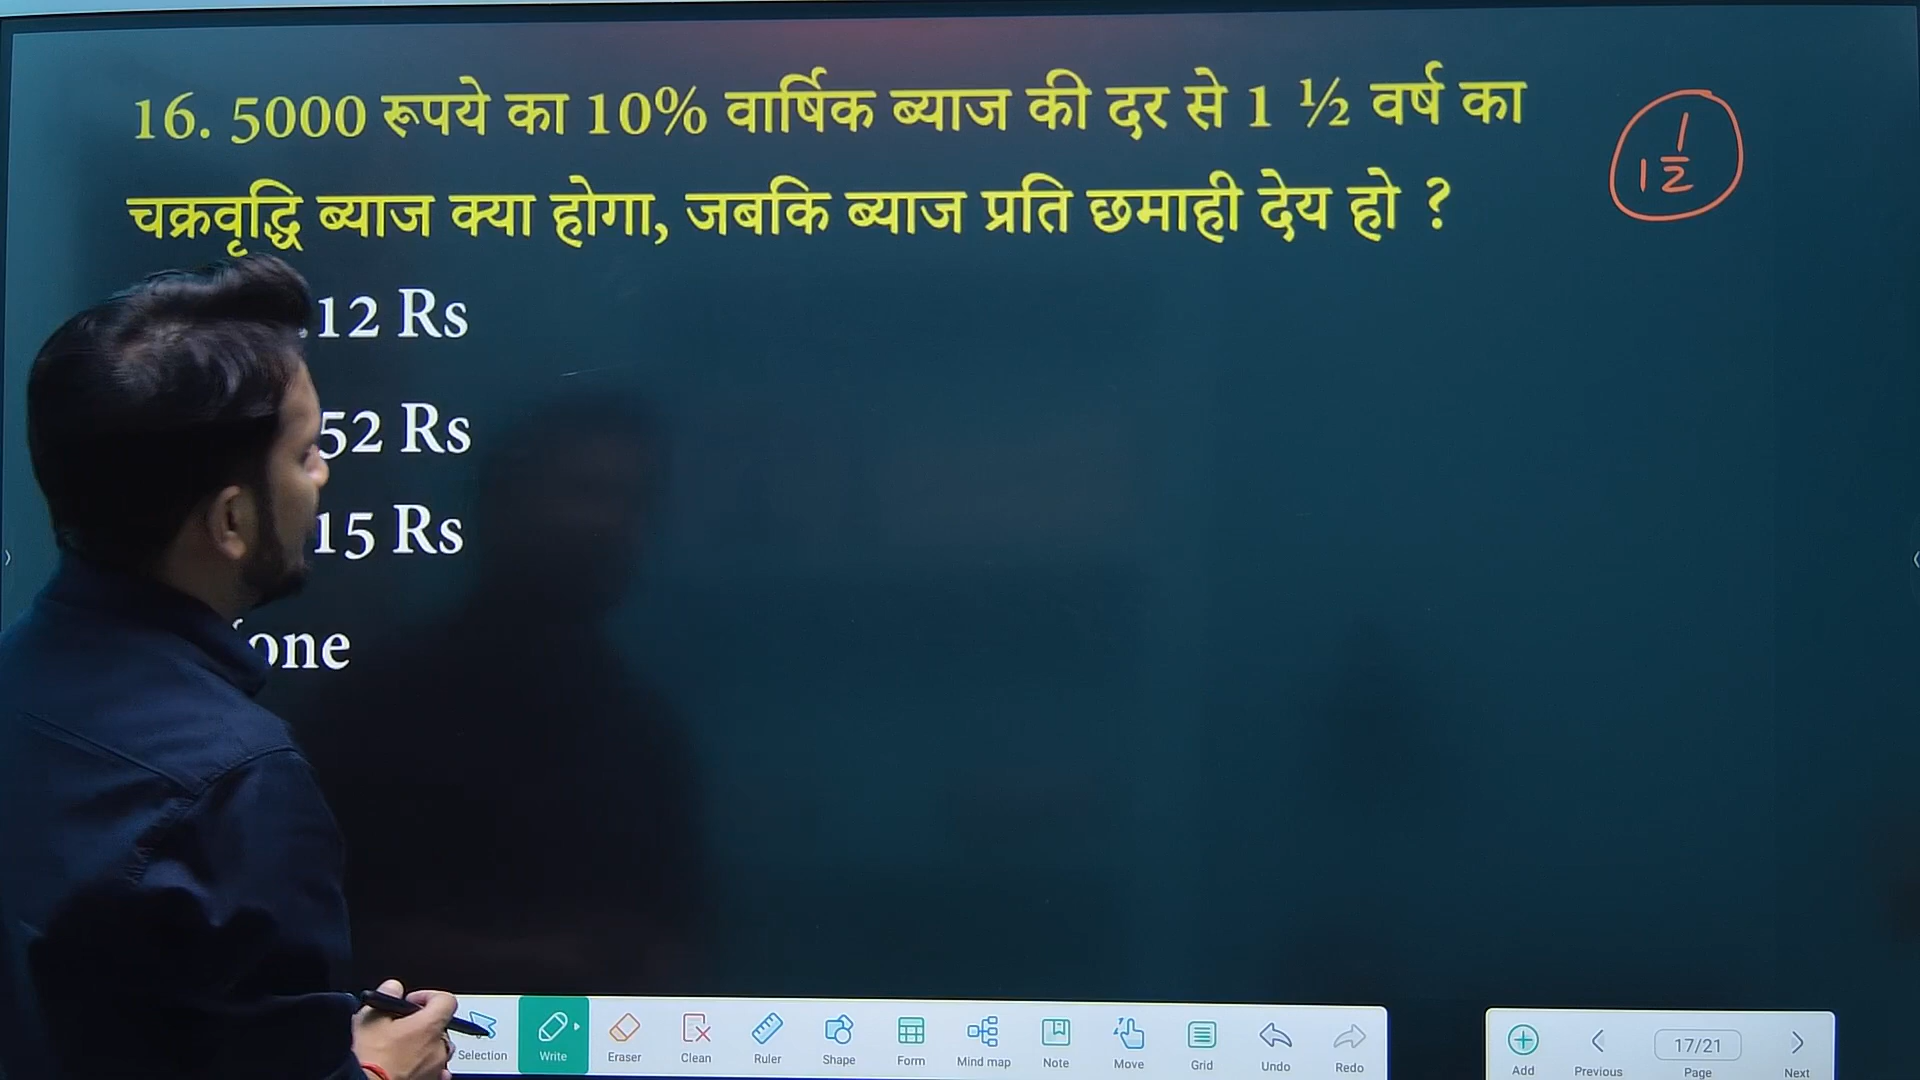 16. 5000 रूपये का 10% वार्षिक ब्याज की दर से 1 ½ वर्ष का
चक्रवृद्धि ब्याज क्या होगा, जबकि ब्याज प्रति छमाही देय हो ?
1 1/2
12 Rs
52 Rs
15 Rs
one
Selection
Write
Eraser
Clean
Ruler
Shape
Form
Mind map
Note
Move
Grid
Undo
Redo
Add
Previous
17/21
Page
Next